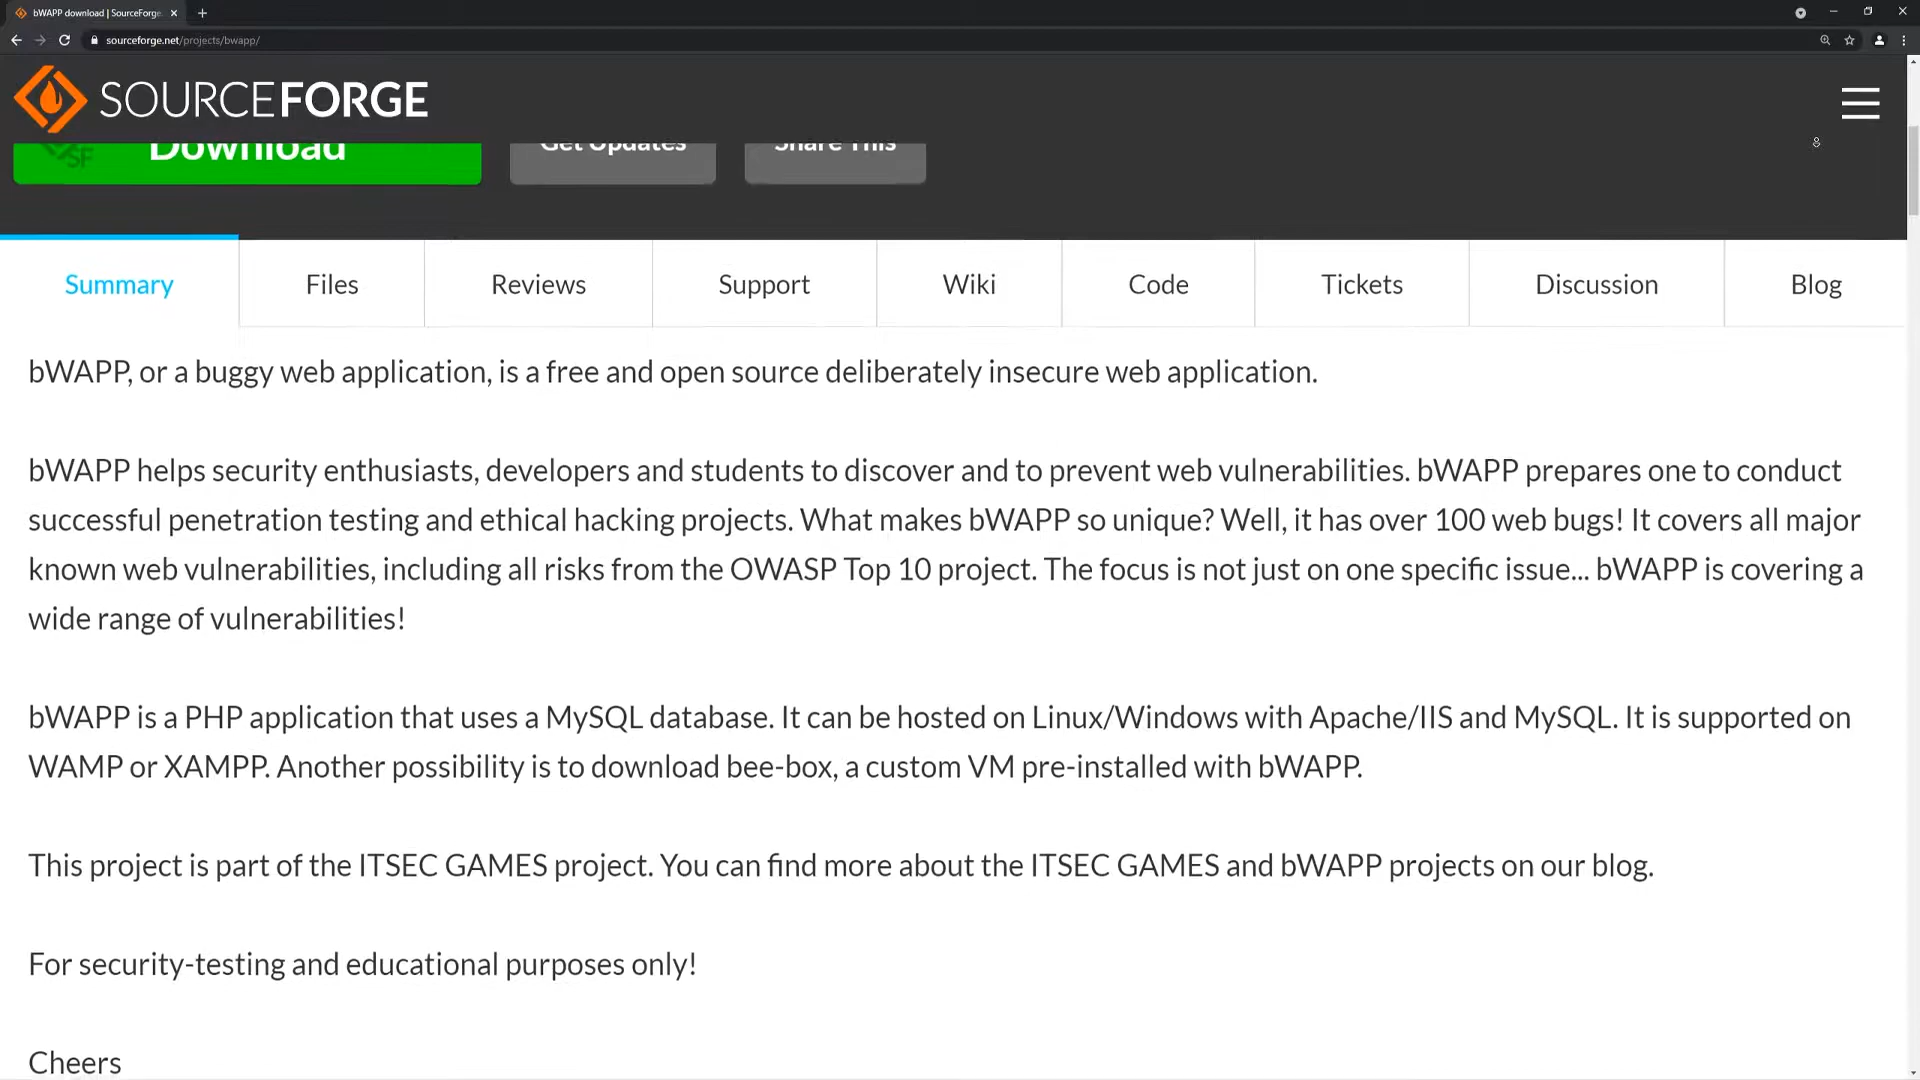 bWAPP download | SourceForge.
sourceforge.net/projects/bwapp/
SOURCEFORGE
Download
Get Updates
Share This
SF
Summary
Files
Reviews
Support
Wiki
Code
Tickets
Discussion
Blog
bWAPP, or a buggy web application, is a free and open source deliberately insecure web application.
bWAPP helps security enthusiasts, developers and students to discover and to prevent web vulnerabilities. bWAPP prepares one to conduct
successful penetration testing and ethical hacking projects. What makes bWAPP so unique? Well, it has over 100 web bugs! It covers all major
known web vulnerabilities, including all risks from the OWASP Top 10 project. The focus is not just on one specific issue... bWAPP is covering a
wide range of vulnerabilities!
bWAPP is a PHP application that uses a MySQL database. It can be hosted on Linux/Windows with Apache/IIS and MySQL. It is supported on
WAMP or XAMPP. Another possibility is to download bee-box, a custom VM pre-installed with bWAPP.
This project is part of the ITSEC GAMES project. You can find more about the ITSEC GAMES and bWAPP projects on our blog.
For security-testing and educational purposes only!
Cheers